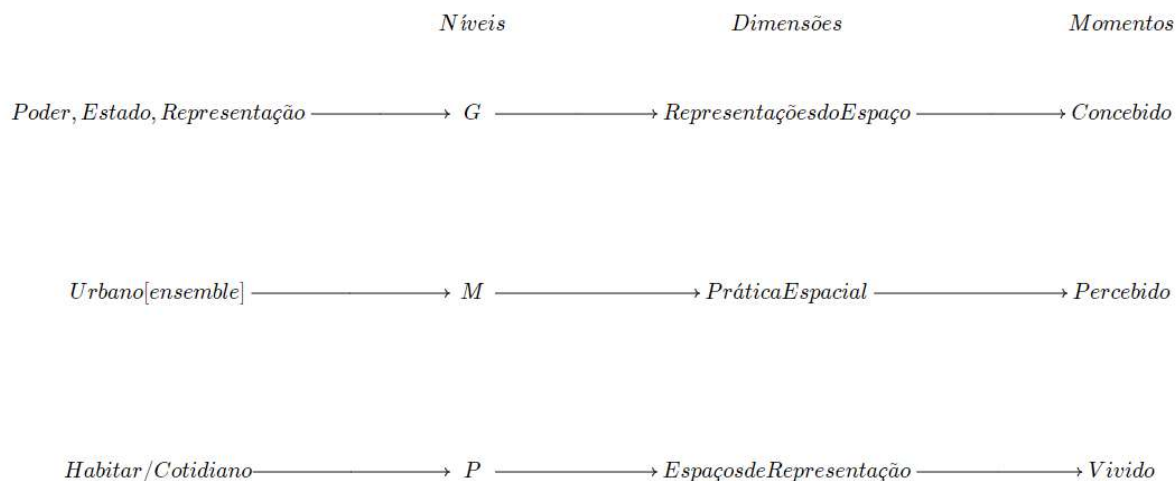 Níveis Dimensões Momentos
Poder, Estado, Representação G RepresentaçõesdoEspaço Concebido
Urbano[ensemble] M PráticaEspacial Percebido
Habitar/Cotidiano P EspaçosdeRepresentação Vivido